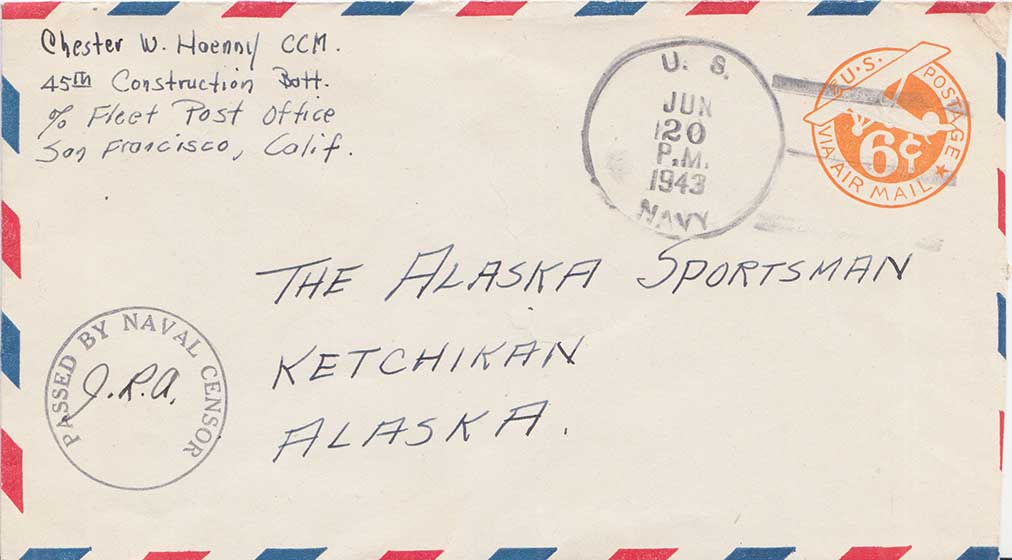 Chester W. Haenny CCM.
45TH Construction Batt.
c/o Fleet Post Office
San Francisco, Calif.
U. S.
JUN
20
P.M.
1943
NAVY
U.S. POSTAGE
6¢
VIA AIR MAIL
THE ALASKA SPORTSMAN
KETCHIKAN
ALASKA.
PASSED BY NAVAL CENSOR
J.R.A.